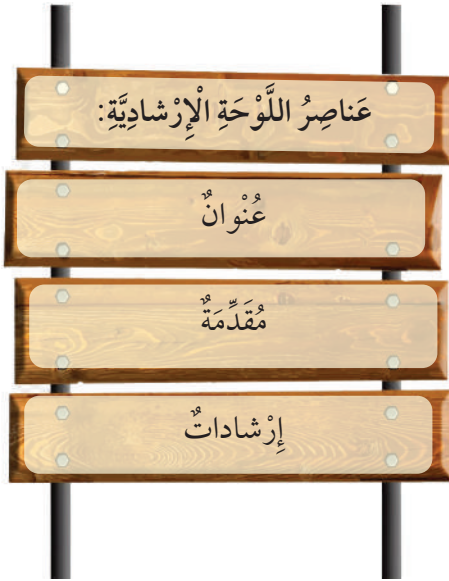 عَناصِرُ اللَّوْحَةِ الْإِرْشادِيَّةِ:
عُنْوانٌ
مُقَدِّمَةٌ
إِرْشاداتٌ